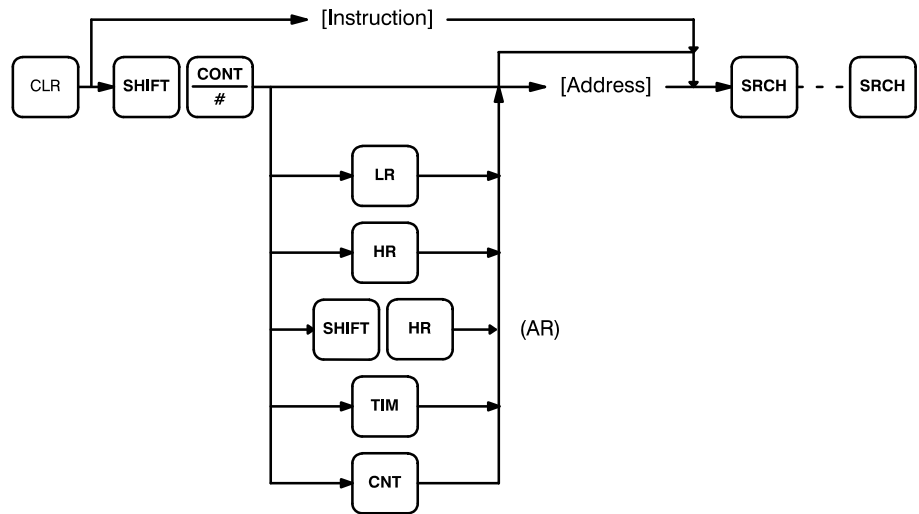 [Instruction]
CLR SHIFT CONT # [Address] SRCH - - - SRCH
LR
HR
SHIFT HR (AR)
TIM
CNT